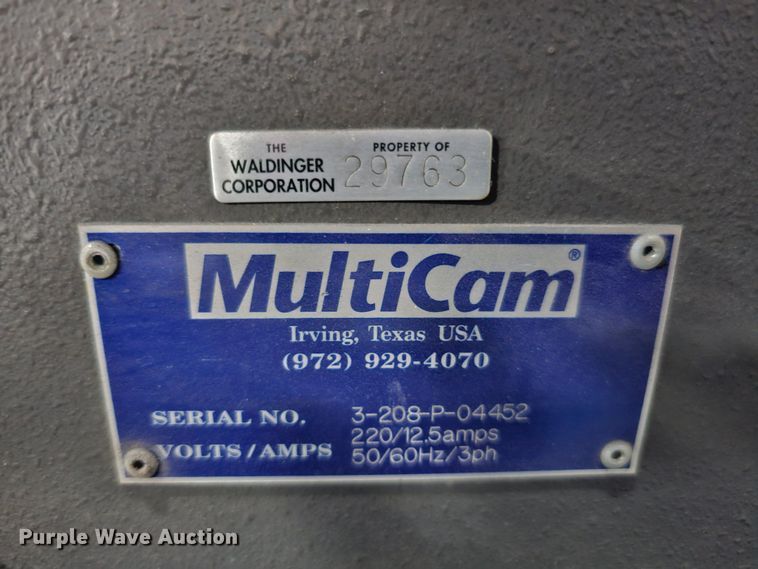 THE
WALDINGER
CORPORATION
PROPERTY OF
29763
MultiCam®
Irving, Texas USA
(972) 929-4070
SERIAL NO. 3-208-P-04452
VOLTS/AMPS 220/12.5amps
50/60Hz/3ph
Purple Wave Auction